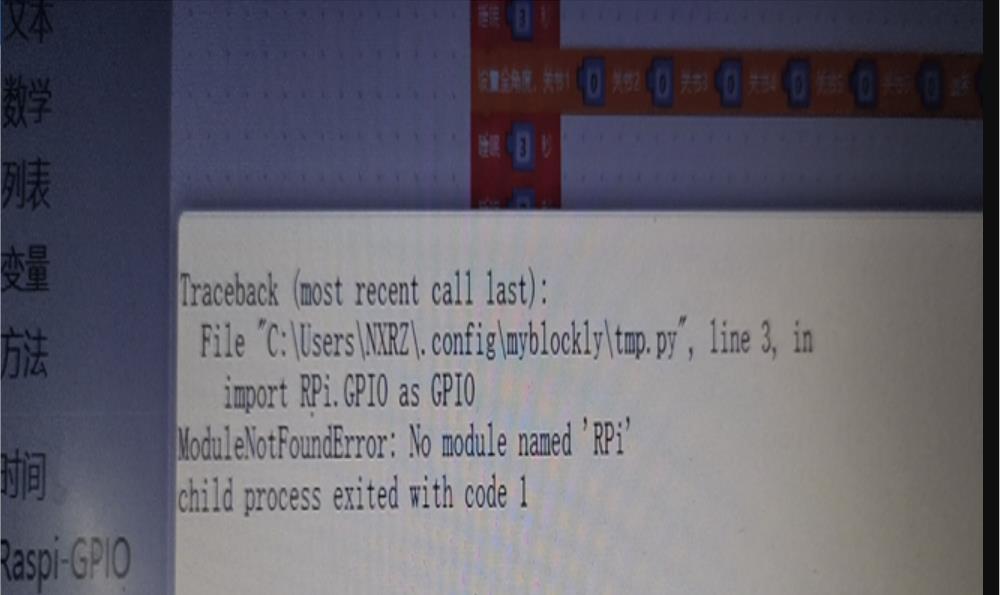 文本
数学
列表
变量
方法
时间
Raspi-GPIO
睡眠 3 秒
设置全角度, 关节1 0 关节2 0 关节3 0 关节4 0 关节5 0 关节6 0
睡眠 3 秒
Traceback (most recent call last):
File "C:\Users\NXRZ\.config\myblockly\tmp.py", line 3, in
import RPi.GPIO as GPIO
ModuleNotFoundError: No module named 'RPi'
child process exited with code 1